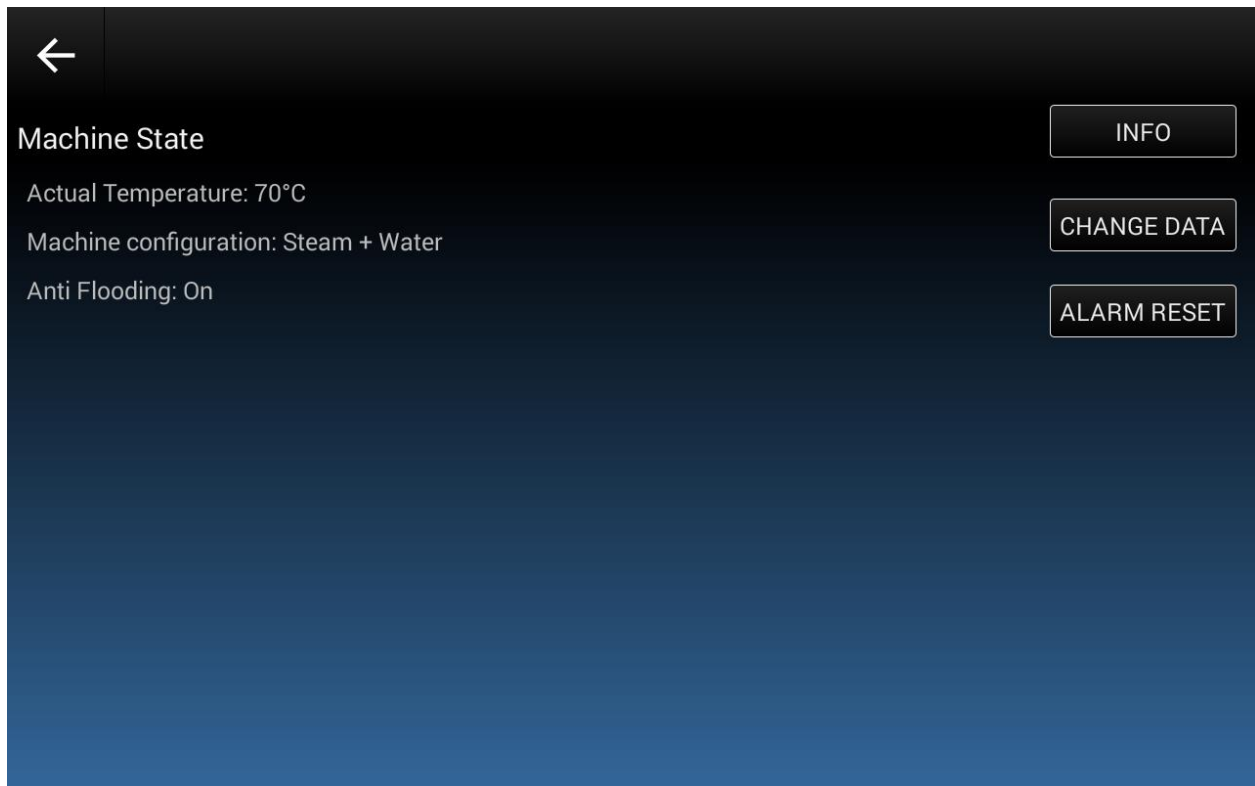 Machine State
Actual Temperature: 70°C
Machine configuration: Steam + Water
Anti Flooding: On
INFO
CHANGE DATA
ALARM RESET